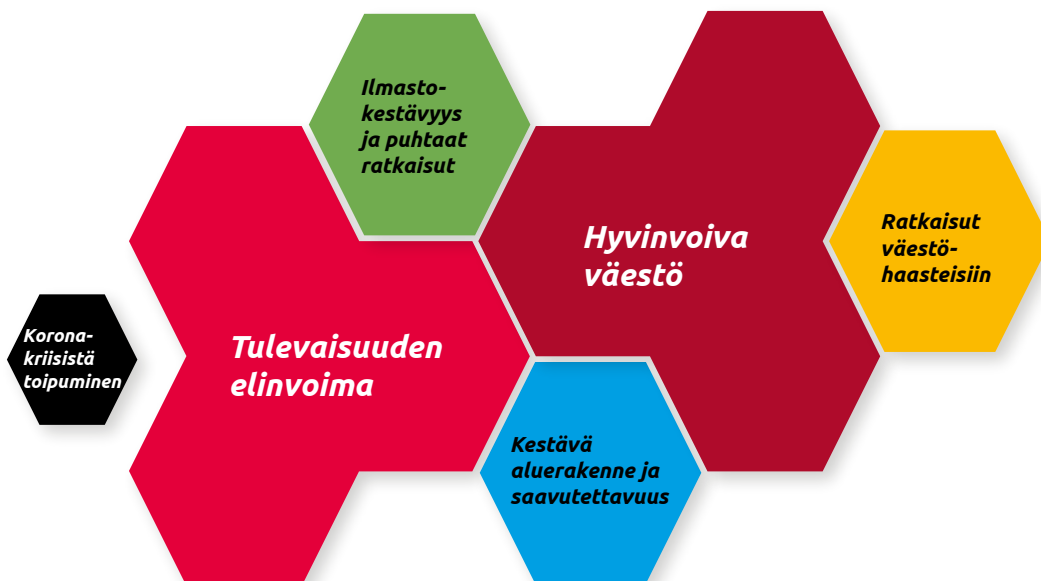 Ilmasto-
kestävyys
ja puhtaat
ratkaisut
Hyvinvoiva
väestö
Ratkaisut
väestö-
haasteisiin
Korona-
kriisistä
toipuminen
Tulevaisuuden
elinvoima
Kestävä
aluerakenne ja
saavutettavuus